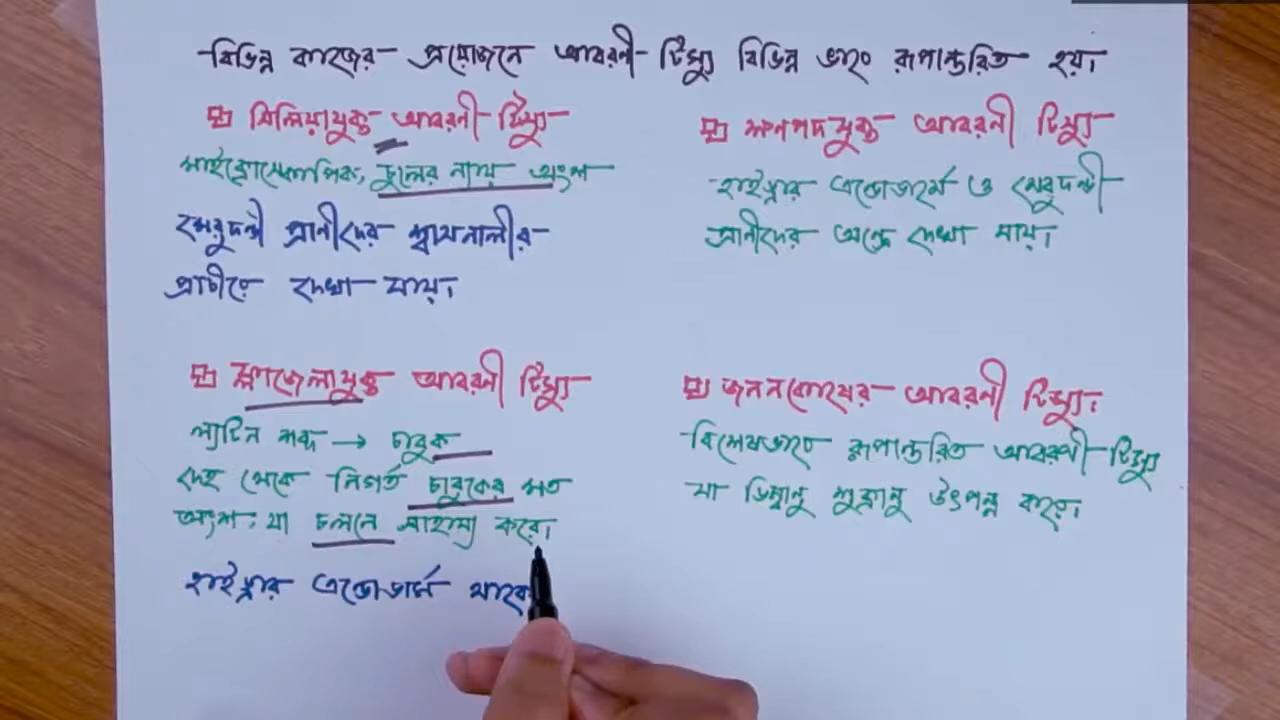 বিভিন্ন কাজের প্রয়োজনে আবরণী টিস্যু বিভিন্ন ভাবে রূপান্তরিত হয়।
সিলিয়াযুক্ত আবরণী টিস্যু
মাইক্রোস্কোপিক, চুলের ন্যায় অংশ
মেরুদন্ডী প্রাণীদের শ্বাসনালীর
প্রাচীরে দেখা যায়।
ক্ষণপদযুক্ত আবরণী টিস্যু
হাইড্রার এন্ডোডার্ম ও মেরুদন্ডী
প্রাণীদের অন্ত্রে দেখা যায়।
ফ্লাজেলাযুক্ত আবরণী টিস্যু
ল্যাটিন শব্দ → চাবুক
দেহ থেকে নির্গত চাবুকের মত
অংশ। যা চলনে সাহায্য করে।
হাইড্রার এন্ডোডার্মে থাকে
জননকোষের আবরণী টিস্যু।
বিশেষভাবে রূপান্তরিত আবরণী টিস্যু
যা ডিম্বানু শুক্রানু উৎপন্ন করে।